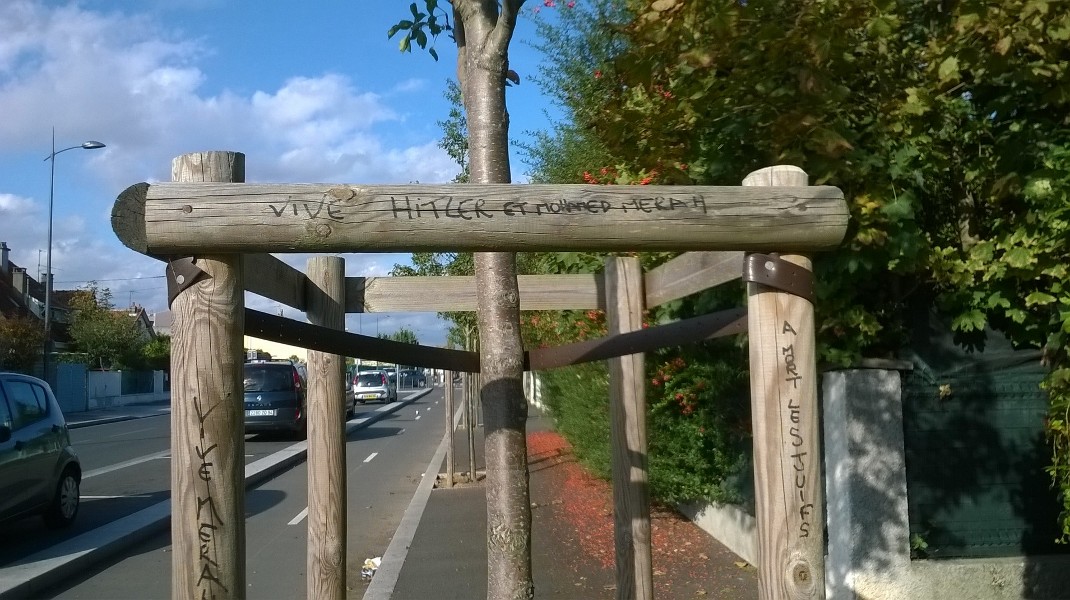 VIVE HITLER ET MOHAMED MERAH
VIVE MERAH
A MORT LES JUIFS